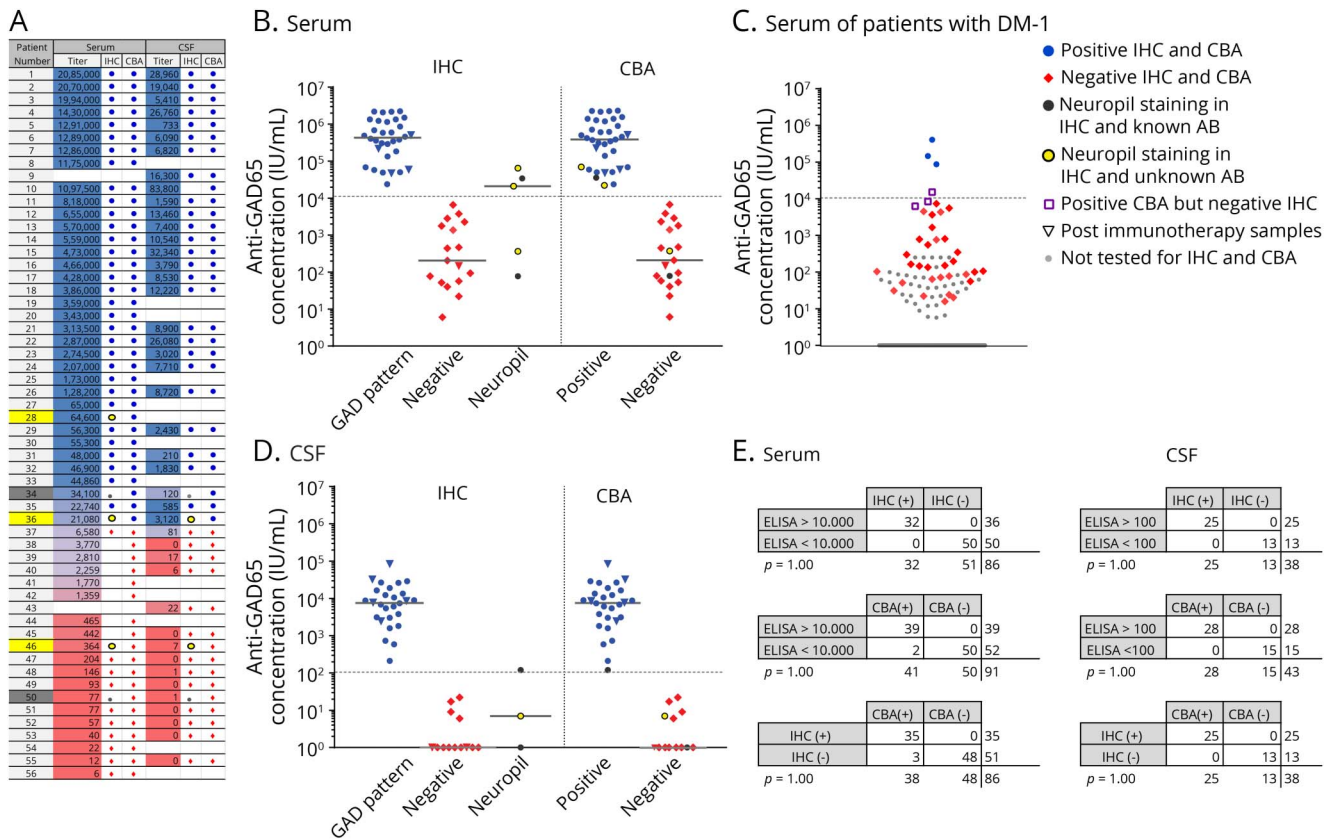 A
Patient Number Serum CSF
Titer IHC CBA Titer IHC CBA
1 20,85,000 28,960
2 20,70,000 19,040
3 19,94,000 5,410
4 14,30,000 26,760
5 12,91,000 733
6 12,89,000 6,090
7 12,86,000 6,820
8 11,75,000
9 16,300
10 10,97,500 83,800
11 8,18,000 1,590
12 6,55,000 13,460
13 5,70,000 7,400
14 5,59,000 10,540
15 4,73,000 32,340
16 4,66,000 3,790
17 4,28,000 8,530
18 3,86,000 12,220
19 3,59,000
20 3,43,000
21 3,13,500 8,900
22 2,87,000 26,080
23 2,74,500 3,020
24 2,07,000 7,710
25 1,73,000
26 1,28,200 8,720
27 65,000
28 64,600
29 56,300 2,430
30 55,300
31 48,000 210
32 46,900 1,830
33 44,860
34 34,100 120
35 22,740 585
36 21,080 3,120
37 6,580 81
38 3,770 0
39 2,810 17
40 2,259 6
41 1,770
42 1,359
43 22
44 465
45 442 0
46 364 7
47 204 0
48 146 1
49 93 0
50 77 1
51 77 0
52 57 0
53 40 0
54 22
55 12 0
56 6
B. Serum
IHC CBA
Anti-GAD65
concentration (IU/mL)
10⁷
10⁶
10⁵
10⁴
10³
10²
10¹
10⁰
GAD pattern Negative Neuropil Positive Negative
C. Serum of patients with DM-1
Anti-GAD65
concentration (IU/mL)
10⁷
10⁶
10⁵
10⁴
10³
10²
10¹
10⁰
Positive IHC and CBA
Negative IHC and CBA
Neuropil staining in
IHC and known AB
Neuropil staining in
IHC and unknown AB
Positive CBA but negative IHC
Post immunotherapy samples
Not tested for IHC and CBA
D. CSF
IHC CBA
Anti-GAD65
concentration (IU/mL)
10⁷
10⁶
10⁵
10⁴
10³
10²
10¹
10⁰
GAD pattern Negative Neuropil Positive Negative
E. Serum
IHC (+) IHC (-)
ELISA > 10.000 32 0 36
ELISA < 10.000 0 50 50
p = 1.00 32 51 86
CBA(+) CBA (-)
ELISA > 10.000 39 0 39
ELISA < 10.000 2 50 52
p = 1.00 41 50 91
CBA(+) CBA (-)
IHC (+) 35 0 35
IHC (-) 3 48 51
p = 1.00 38 48 86
CSF
IHC (+) IHC (-)
ELISA > 100 25 0 25
ELISA < 100 0 13 13
p = 1.00 25 13 38
CBA(+) CBA (-)
ELISA > 100 28 0 28
ELISA <100 0 15 15
p = 1.00 28 15 43
CBA(+) CBA (-)
IHC (+) 25 0 25
IHC (-) 0 13 13
p = 1.00 25 13 38